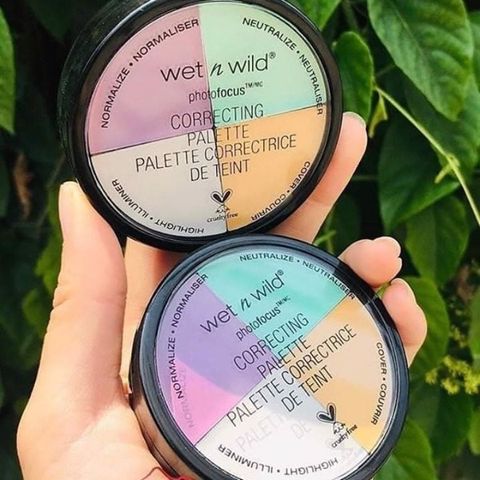 NORMALIZE • NORMALISER
NEUTRALIZE • NEUTRALISER
wet n wild®
photofocus™/MC
CORRECTING
PALETTE
PALETTE CORRECTRICE
DE TEINT
cruelty free
HIGHLIGHT • ILLUMINER
COVER • COUVRIR
NORMALIZE • NORMALISER
NEUTRALIZE • NEUTRALISER
wet n wild®
photofocus™/MC
CORRECTING
PALETTE
PALETTE CORRECTRICE
DE TEINT
cruelty free
HIGHLIGHT • ILLUMINER
COVER • COUVRIR